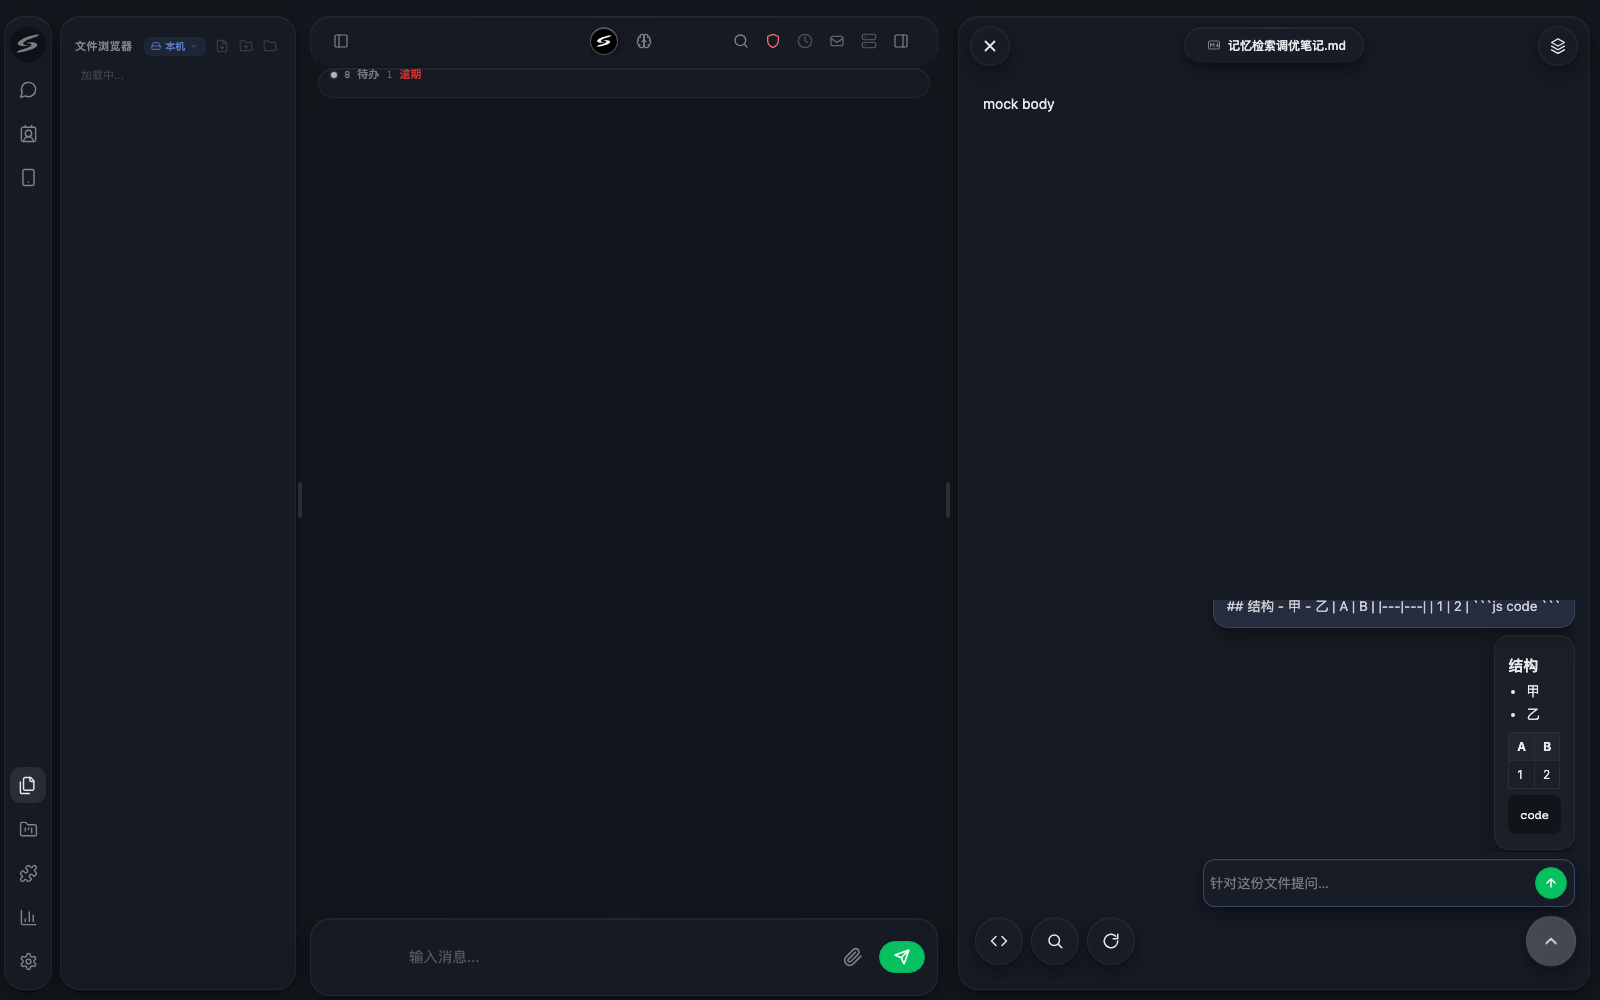 文件浏览器 本机
加载中...
8 待办 1 逾期
输入消息...
记忆检索调优笔记.md
mock body
## 结构 - 甲 - 乙 | A | B | |---|---| | 1 | 2 | ```js code ```
结构
• 甲
• 乙
A B
1 2
code
针对这份文件提问...